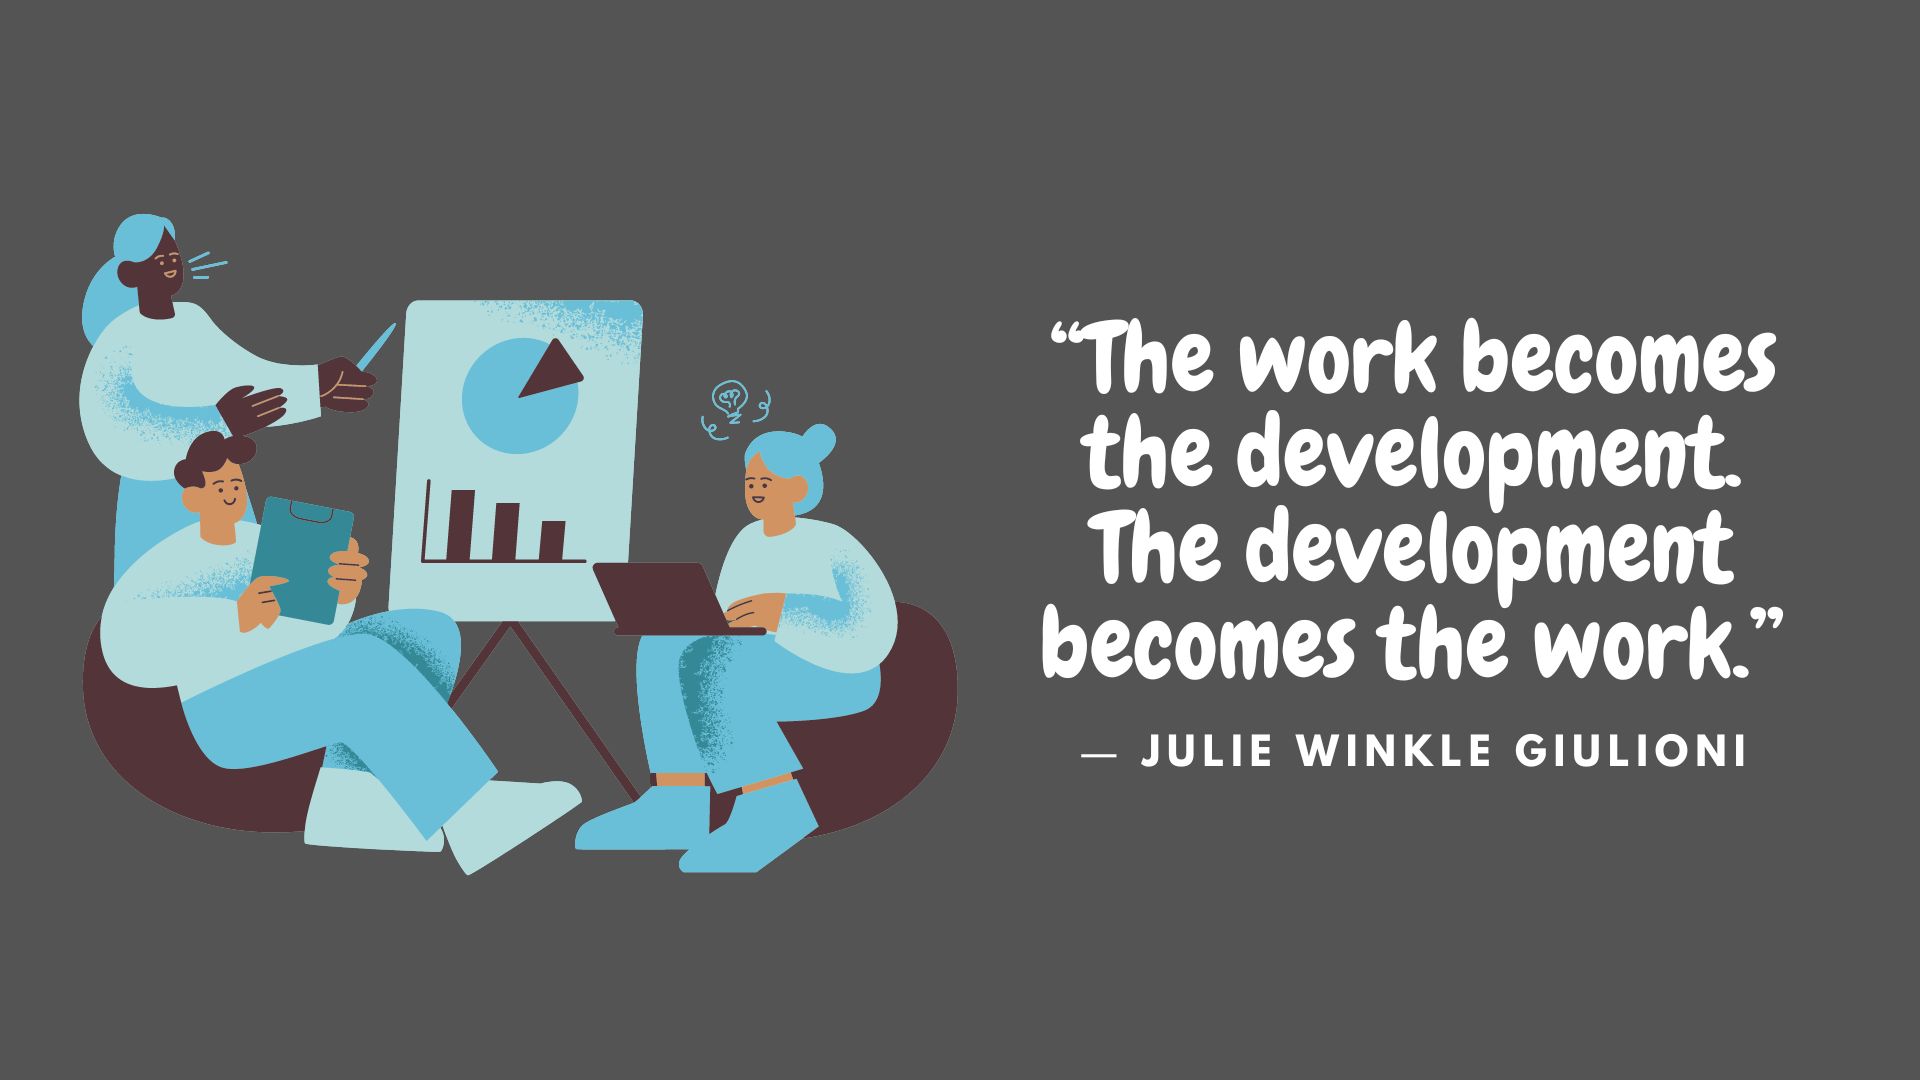 “The work becomes
the development.
The development
becomes the work.”
— JULIE WINKLE GIULIONI